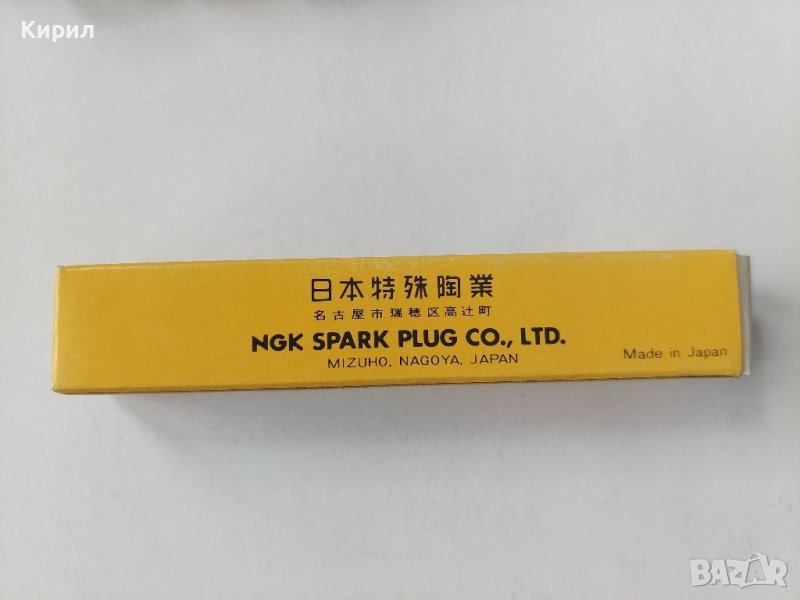 Кирил
日本特殊陶業
名古屋市瑞穂区高辻町
NGK SPARK PLUG CO., LTD.
MIZUHO, NAGOYA, JAPAN
Made in Japan
BAZAR